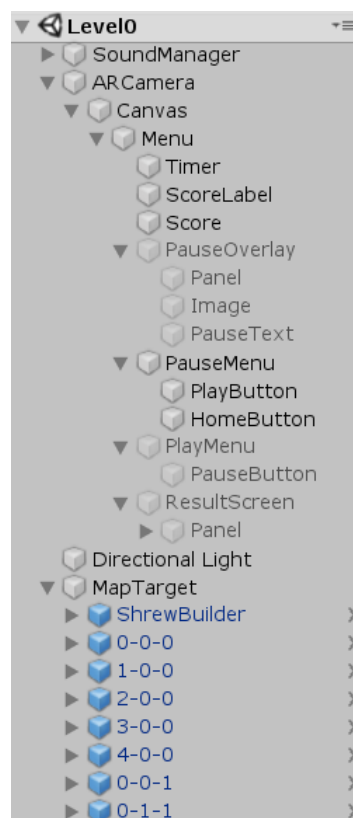 Level0
SoundManager
ARCamera
Canvas
Menu
Timer
ScoreLabel
Score
PauseOverlay
Panel
Image
PauseText
PauseMenu
PlayButton
HomeButton
PlayMenu
PauseButton
ResultScreen
Panel
Directional Light
MapTarget
ShrewBuilder
0-0-0
1-0-0
2-0-0
3-0-0
4-0-0
0-0-1
0-1-1